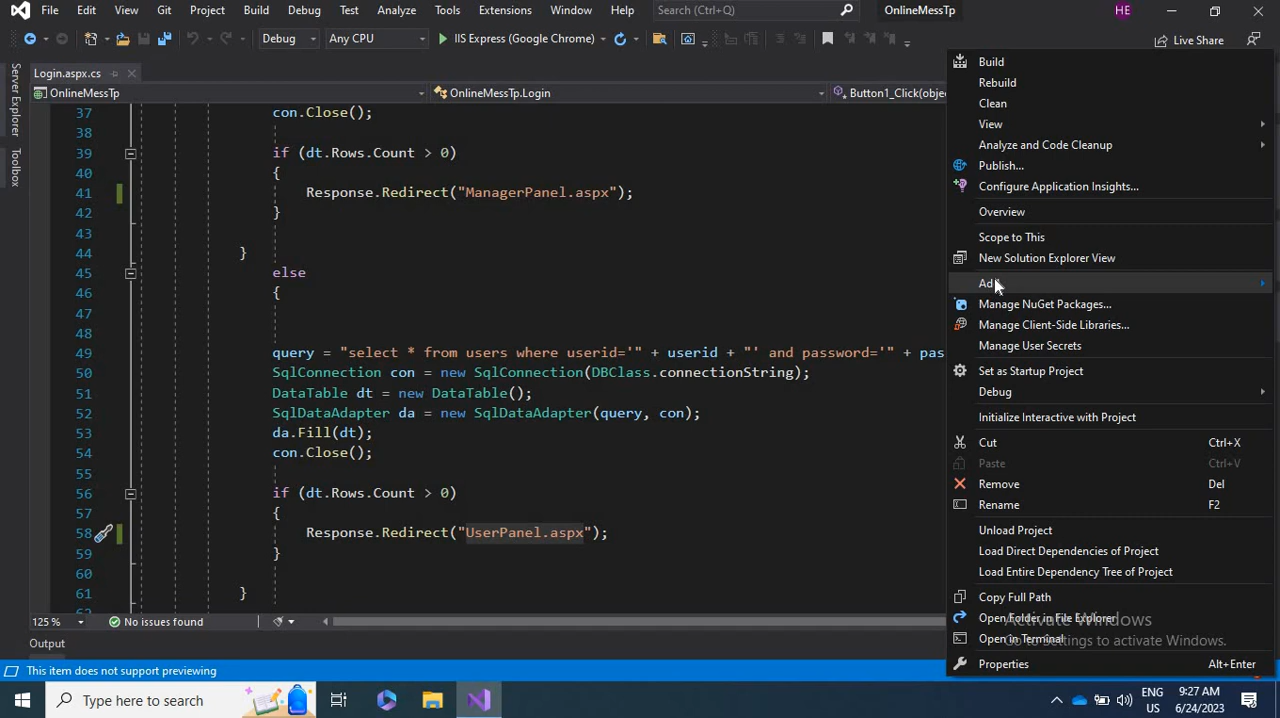 File Edit View Git Project Build Debug Test Analyze Tools Extensions Window Help Search (Ctrl+Q) OnlineMessTp HE
Debug Any CPU IIS Express (Google Chrome) Live Share
Login.aspx.cs
OnlineMessTp OnlineMessTp.Login Button1_Click(objec
Server Explorer
Toolbox
37 con.Close();
38
39 if (dt.Rows.Count > 0)
40 {
41 Response.Redirect("ManagerPanel.aspx");
42 }
43
44 }
45 else
46 {
47
48
49 query = "select * from users where userid='" + userid + "' and password='" + pas
50 SqlConnection con = new SqlConnection(DBClass.connectionString);
51 DataTable dt = new DataTable();
52 SqlDataAdapter da = new SqlDataAdapter(query, con);
53 da.Fill(dt);
54 con.Close();
55
56 if (dt.Rows.Count > 0)
57 {
58 Response.Redirect("UserPanel.aspx");
59 }
60
61 }
62
125 % No issues found
Output
This item does not support previewing
Build
Rebuild
Clean
View
Analyze and Code Cleanup
Publish...
Configure Application Insights...
Overview
Scope to This
New Solution Explorer View
Ad
Manage NuGet Packages...
Manage Client-Side Libraries...
Manage User Secrets
Set as Startup Project
Debug
Initialize Interactive with Project
Cut Ctrl+X
Paste Ctrl+V
Remove Del
Rename F2
Unload Project
Load Direct Dependencies of Project
Load Entire Dependency Tree of Project
Copy Full Path
Open Folder in File Explorer
Open in Terminal
Properties Alt+Enter
Activate Windows
Go to Settings to activate Windows.
Type here to search
ENG
US
9:27 AM
6/24/2023